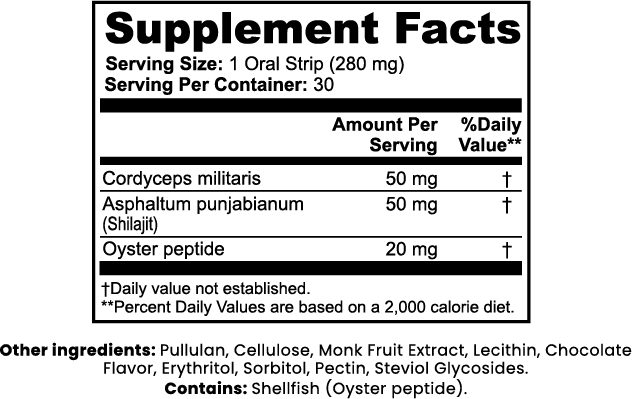 Supplement Facts
Serving Size: 1 Oral Strip (280 mg)
Serving Per Container: 30
Amount Per Serving %Daily Value**
Cordyceps militaris 50 mg †
Asphaltum punjabianum 50 mg †
(Shilajit)
Oyster peptide 20 mg †
†Daily value not established.
**Percent Daily Values are based on a 2,000 calorie diet.
Other ingredients: Pullulan, Cellulose, Monk Fruit Extract, Lecithin, Chocolate
Flavor, Erythritol, Sorbitol, Pectin, Steviol Glycosides.
Contains: Shellfish (Oyster peptide).